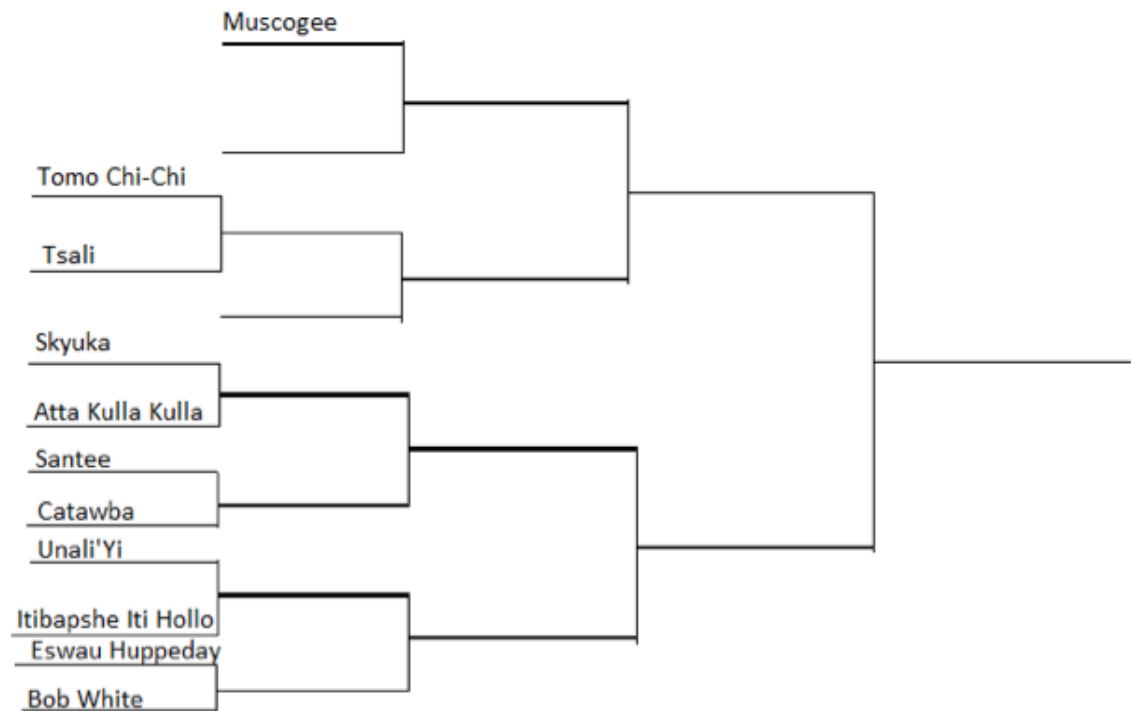 Muscogee
Tomo Chi-Chi
Tsali
Skyuka
Atta Kulla Kulla
Santee
Catawba
Unali'Yi
Itibapshe Iti Hollo
Eswau Huppeday
Bob White